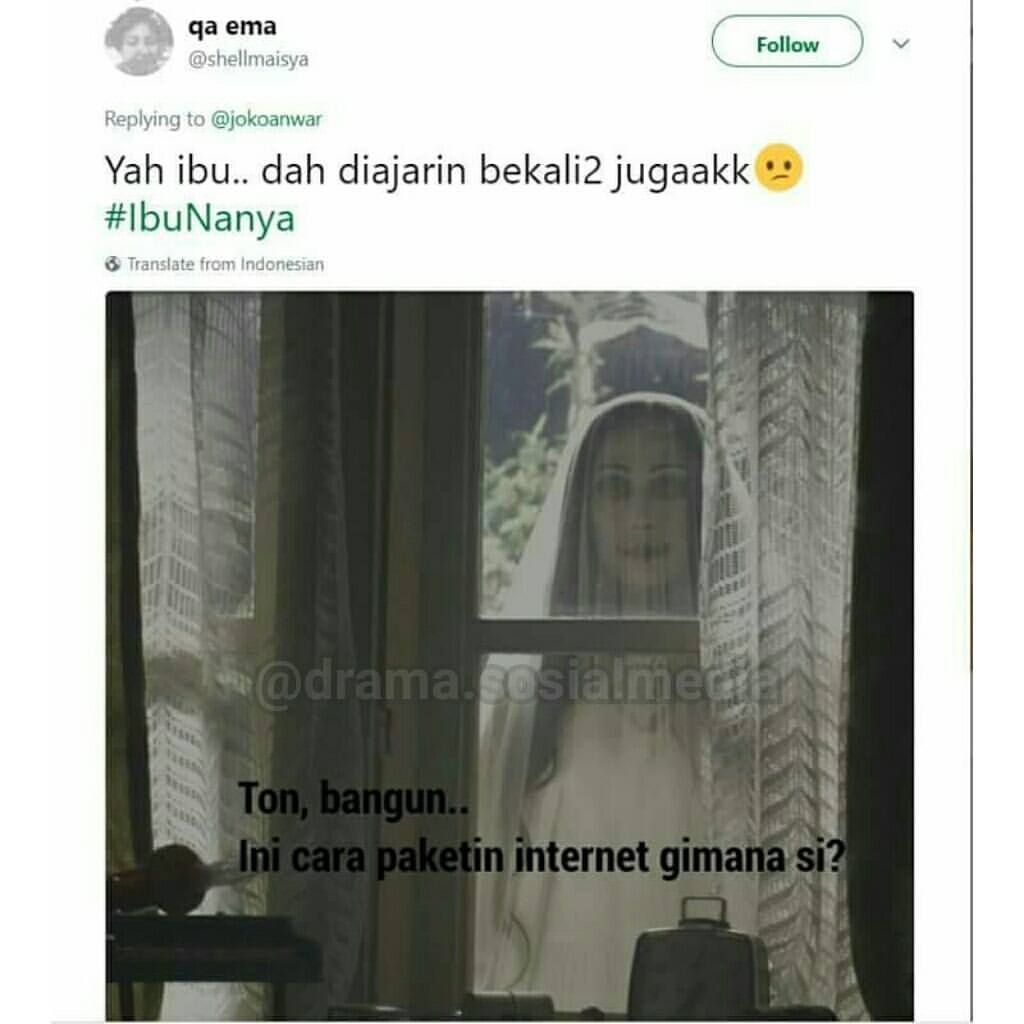 qa ema
@shellmaisya
Follow
Replying to @jokoanwar
Yah ibu.. dah diajarin bekali2 jugaakk
#IbuNanya
Translate from Indonesian
@drama.sosialmedia
Ton, bangun..
Ini cara paketin internet gimana si?